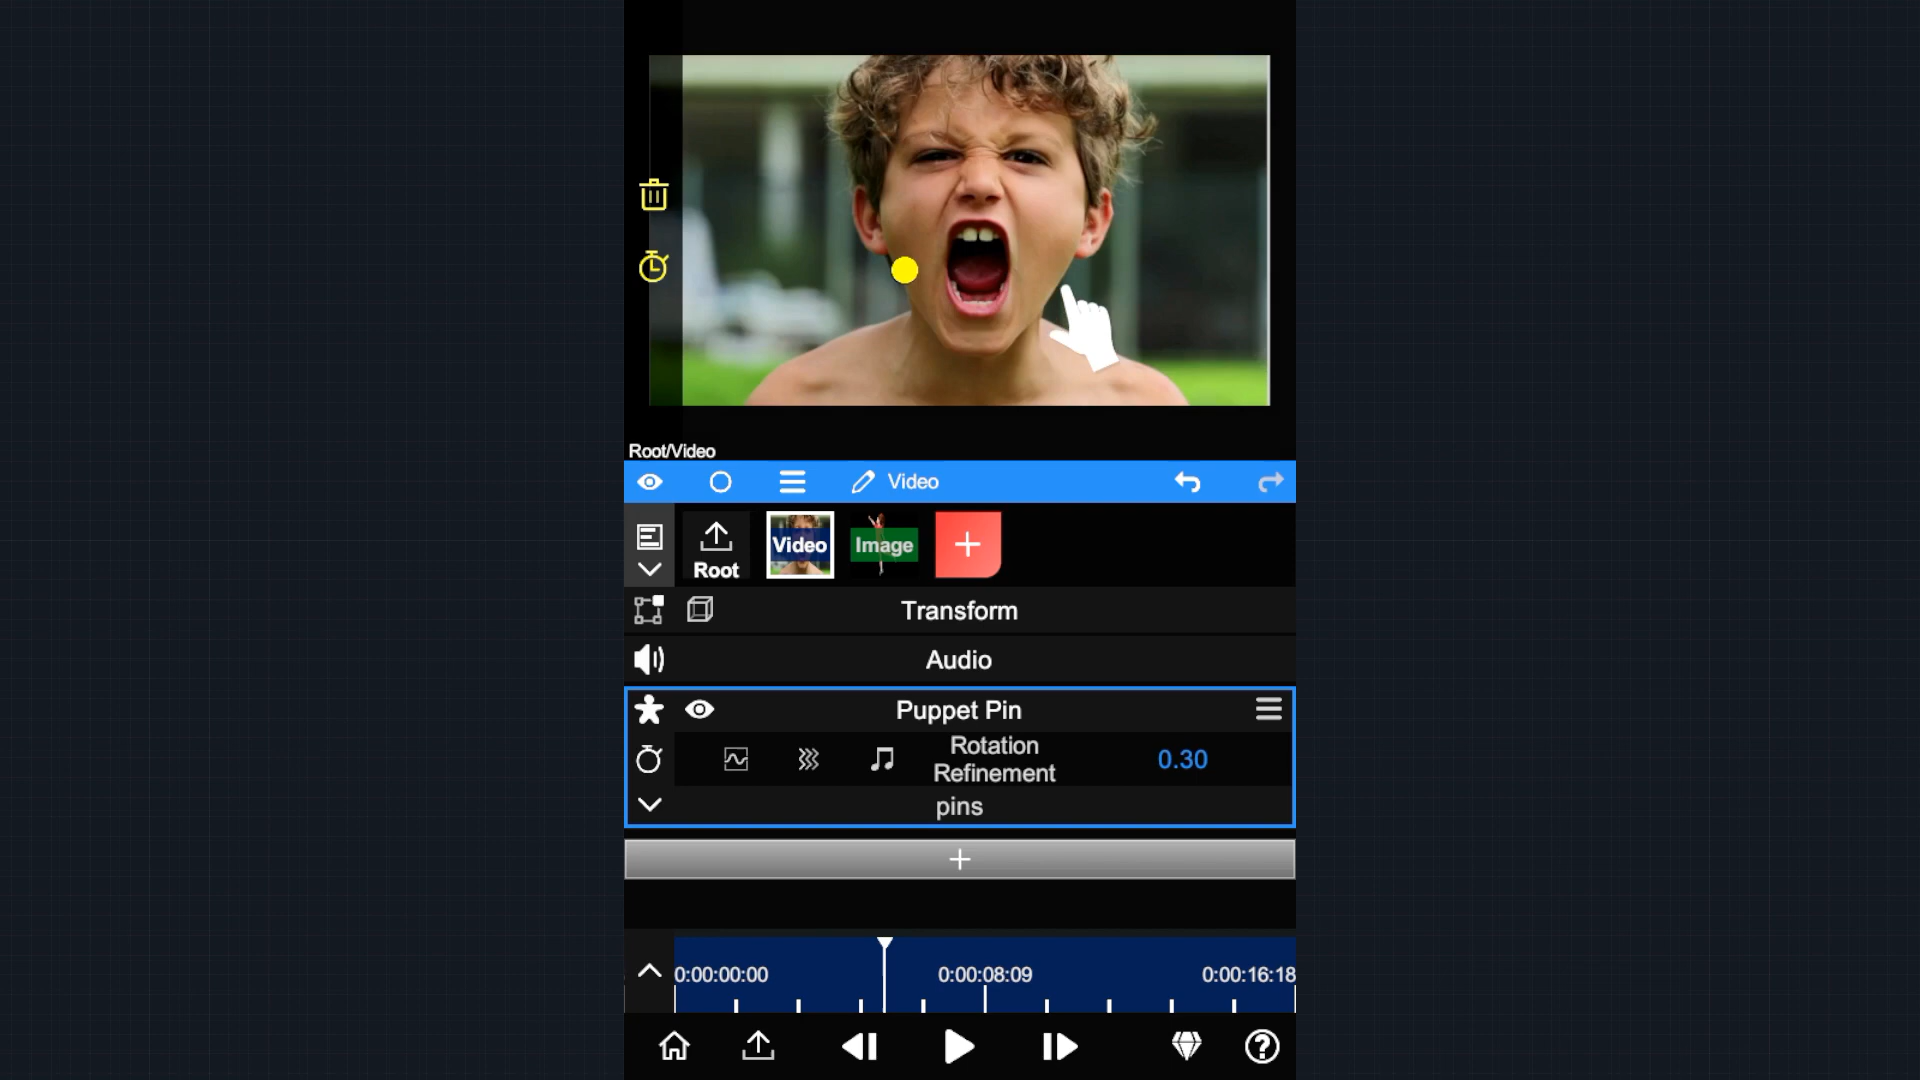 Root/Video
Video
Root
Video
Image
Transform
Audio
Puppet Pin
Rotation
Refinement
0.30
pins
0:00:00:00
0:00:08:09
0:00:16:18